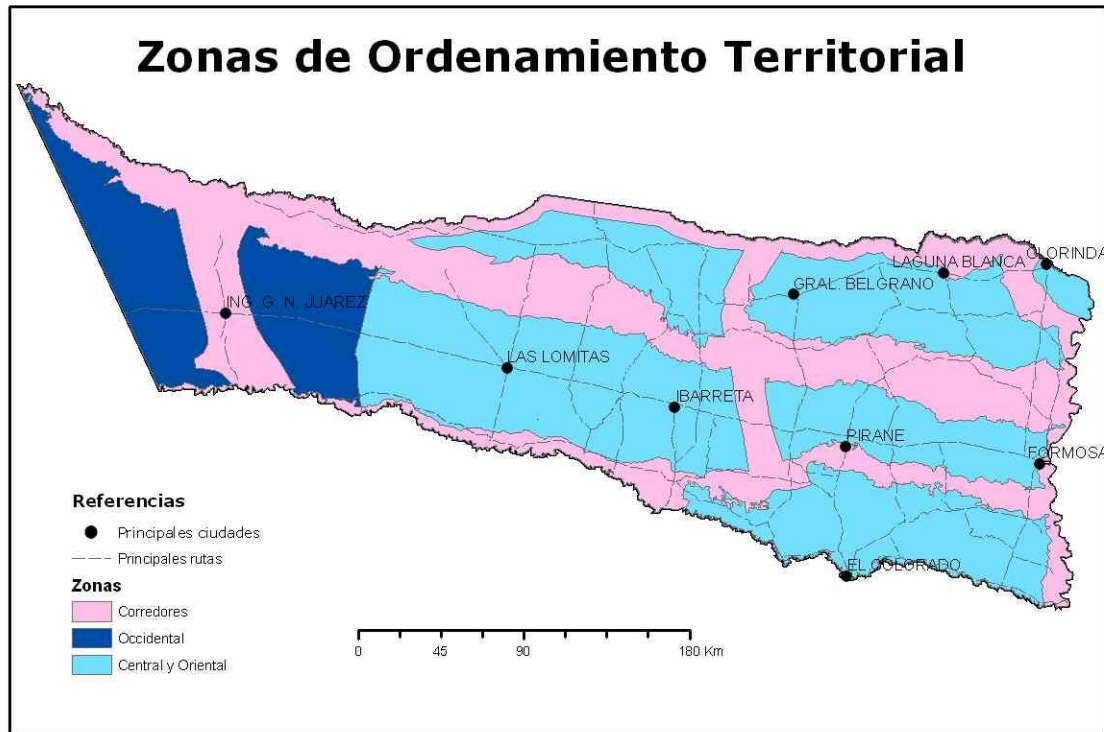 Zonas de Ordenamiento Territorial
CLORINDA
LAGUNA BLANCA
GRAL. BELGRANO
ING. G. N. JUAREZ
LAS LOMITAS
IBARRETA
PIRANE
FORMOSA
EL COLORADO
Referencias
Principales ciudades
Principales rutas
Zonas
Corredores
Occidental
Central y Oriental
0 45 90 180 Km